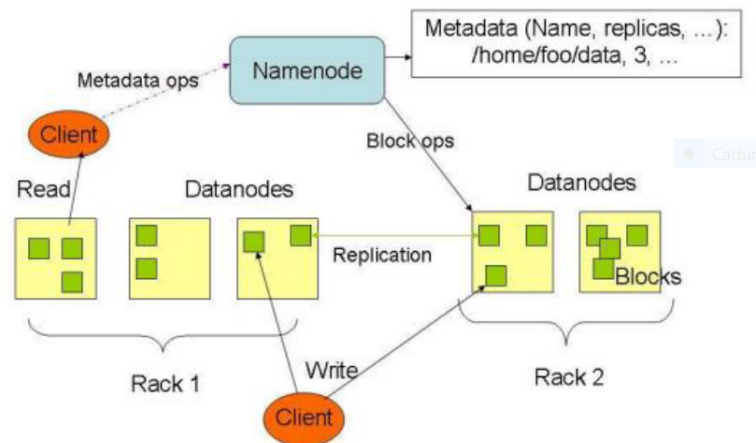 Metadata (Name, replicas, ...):
/home/foo/data, 3, ...
Namenode
Metadata ops
Client
Block ops
Read
Datanodes
Datanodes
Replication
Blocks
Rack 1
Write
Rack 2
Client